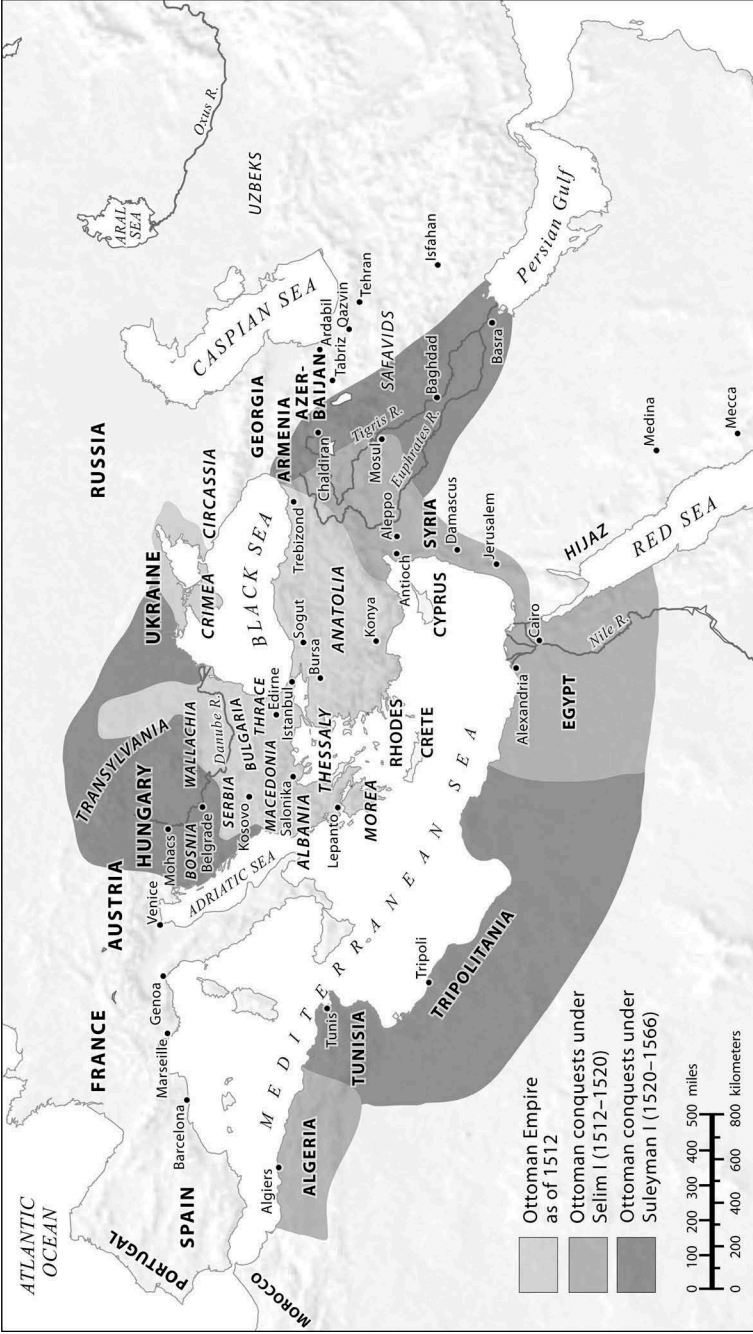 ATLANTIC
OCEAN
PORTUGAL
SPAIN
MOROCCO
FRANCE
Barcelona
Marseille
Genoa
Venice
AUSTRIA
HUNGARY
Mohacs
TRANSYLVANIA
BOSNIA
Belgrade
WALLACHIA
Danube R.
SERBIA
Kosovo
BULGARIA
MACEDONIA
THRACE
Edirne
Istanbul
Salonika
ALBANIA
THESSALY
Lepanto
MOREA
ADRIATIC SEA
MEDITERRANEAN SEA
RHODES
CRETE
CYPRUS
UKRAINE
CRIMEA
CIRCASSIA
RUSSIA
BLACK SEA
GEORGIA
ARMENIA
AZER-
BAIJAN
CASPIAN SEA
ARAL
SEA
Oxus R.
UZBEKS
Sogut
Bursa
ANATOLIA
Konya
Trebizond
Chaldiran
Tabriz
Ardabil
Qazvin
Tehran
Isfahan
SAFAVIDS
Tigris R.
Mosul
Euphrates R.
Baghdad
Basra
Persian Gulf
Aleppo
Antioch
SYRIA
Damascus
Jerusalem
HIJAZ
RED SEA
Medina
Mecca
Cairo
Alexandria
Nile R.
EGYPT
Tripoli
TRIPOLITANIA
Tunis
TUNISIA
Algiers
ALGERIA
Ottoman Empire
as of 1512
Ottoman conquests under
Selim I (1512–1520)
Ottoman conquests under
Suleyman I (1520–1566)
0 100 200 300 400 500 miles
0 200 400 600 800 kilometers